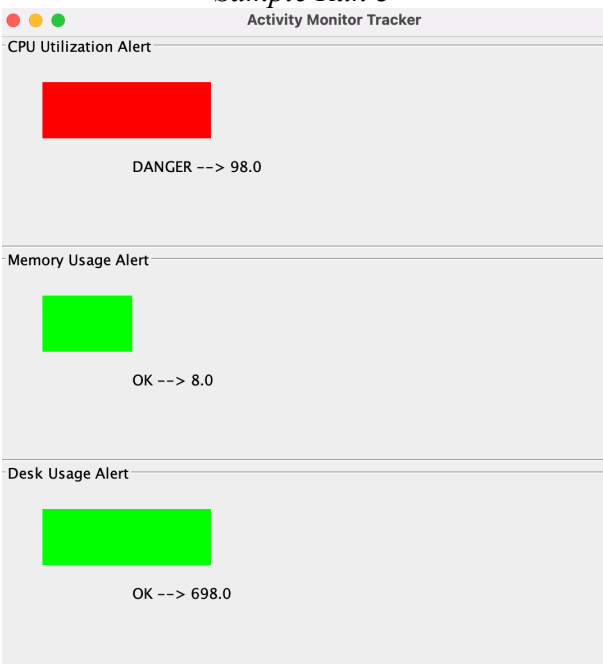 Activity Monitor Tracker
CPU Utilization Alert
DANGER --> 98.0
Memory Usage Alert
OK --> 8.0
Desk Usage Alert
OK --> 698.0